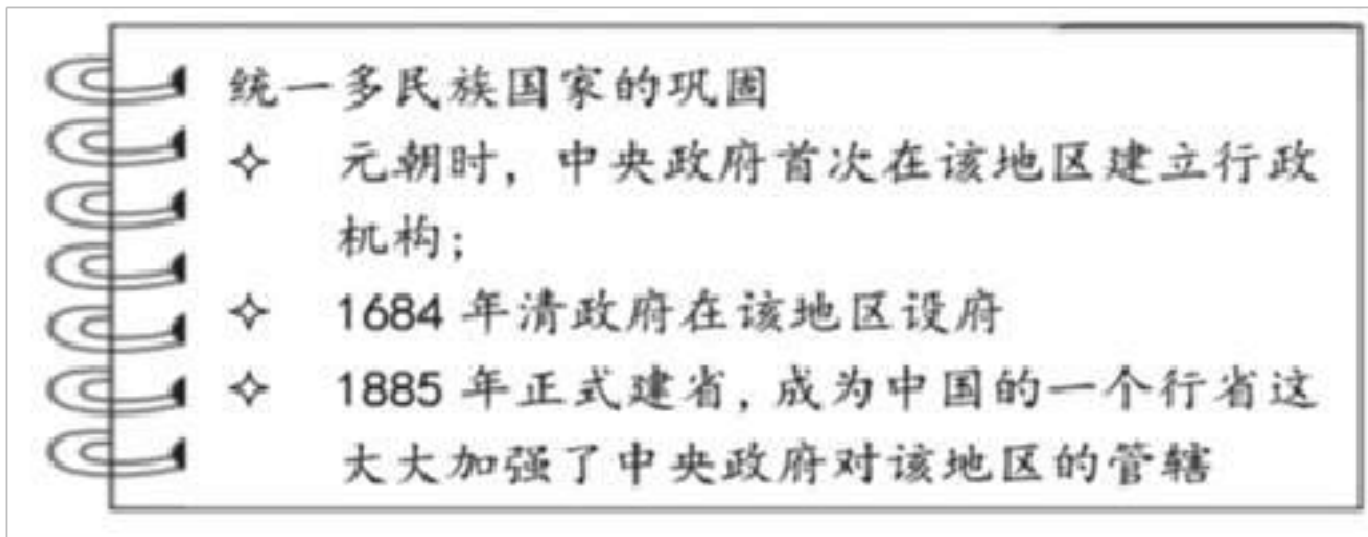 统一多民族国家的巩固
✧ 元朝时，中央政府首次在该地区建立行政
机构；
✧ 1684 年清政府在该地区设府
✧ 1885 年正式建省，成为中国的一个行省这
大大加强了中央政府对该地区的管辖